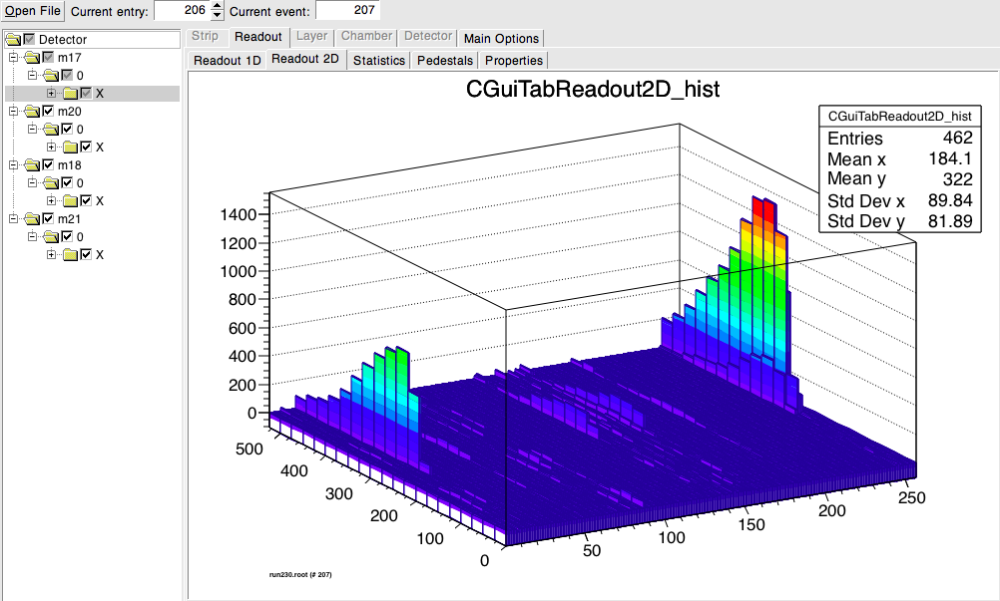 Open File Current entry: 206 Current event: 207
Strip Readout Layer Chamber Detector Main Options
Readout 1D Readout 2D Statistics Pedestals Properties
Detector
m17
0
X
m20
0
X
m18
0
X
m21
0
X
CGuiTabReadout2D_hist
CGuiTabReadout2D_hist
Entries 462
Mean x 184.1
Mean y 322
Std Dev x 89.84
Std Dev y 81.89
1400
1200
1000
800
600
400
200
0
500
400
300
200
100
0
50
100
150
200
250
run230.root (# 207)